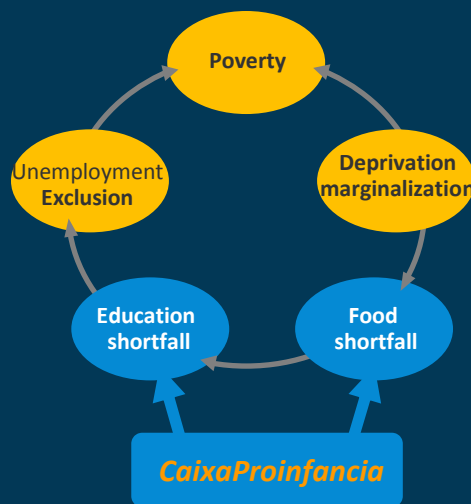 Poverty
Unemployment
Exclusion
Deprivation
marginalization
Education
shortfall
Food
shortfall
CaixaProinfancia